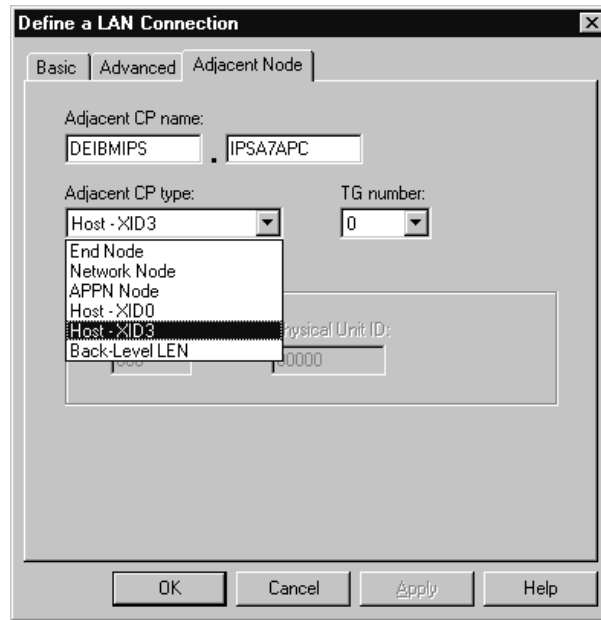 Define a LAN Connection
Basic Advanced Adjacent Node
Adjacent CP name:
DEIBMIPS . IPSA7APC
Adjacent CP type: TG number:
Host - XID3 0
End Node
Network Node
APPN Node
Host - XID0
Host - XID3
Back-Level LEN
Unit ID:
00000
OK Cancel Apply Help